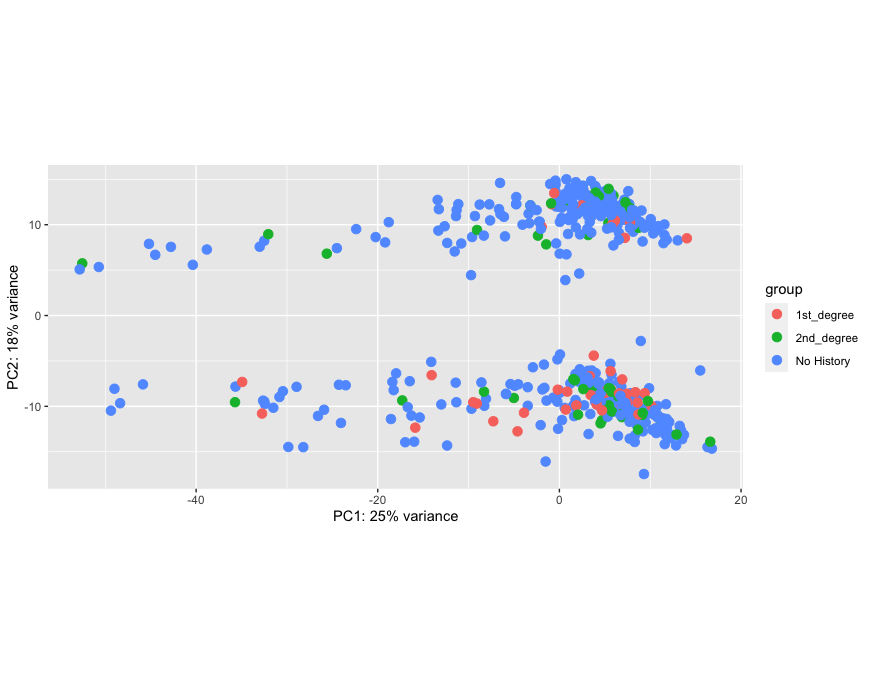 10
0
-10
PC2: 18% variance
-40
-20
0
20
PC1: 25% variance
group
1st_degree
2nd_degree
No History